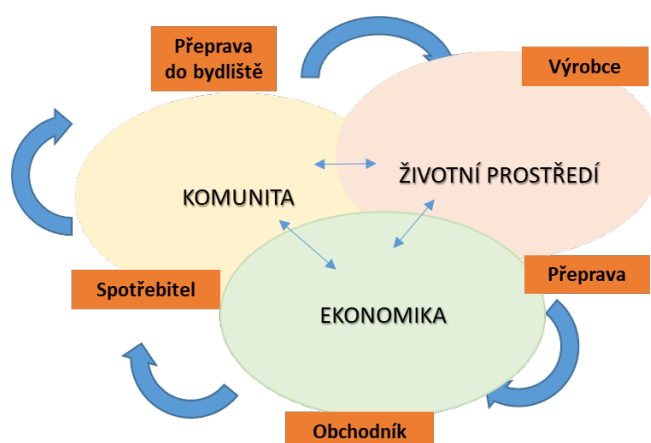 Přeprava
do bydliště
Výrobce
ŽIVOTNÍ PROSTŘEDÍ
KOMUNITA
Spotřebitel
Přeprava
EKONOMIKA
Obchodník